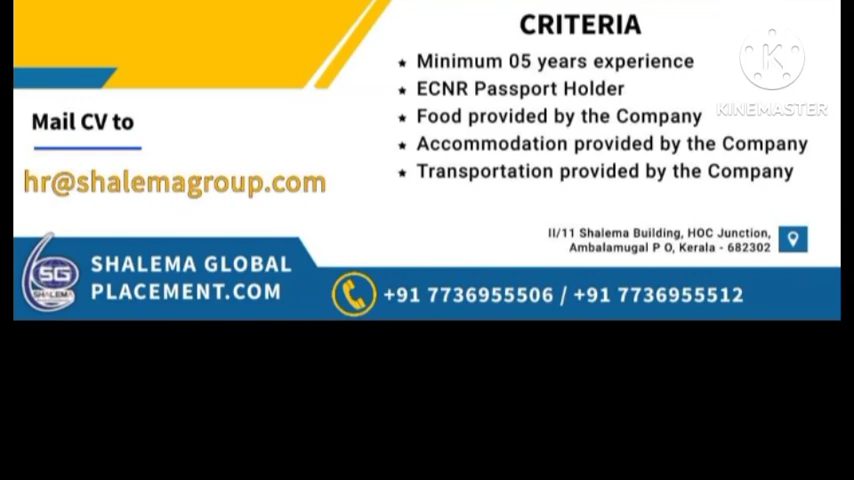 CRITERIA
★ Minimum 05 years experience
★ ECNR Passport Holder
★ Food provided by the Company
★ Accommodation provided by the Company
★ Transportation provided by the Company
KINEMASTER
Mail CV to
hr@shalemagroup.com
II/11 Shalema Building, HOC Junction,
Ambalamugal P O, Kerala - 682302
SG
SHALEMA
SHALEMA GLOBAL
PLACEMENT.COM
+91 7736955506 / +91 7736955512